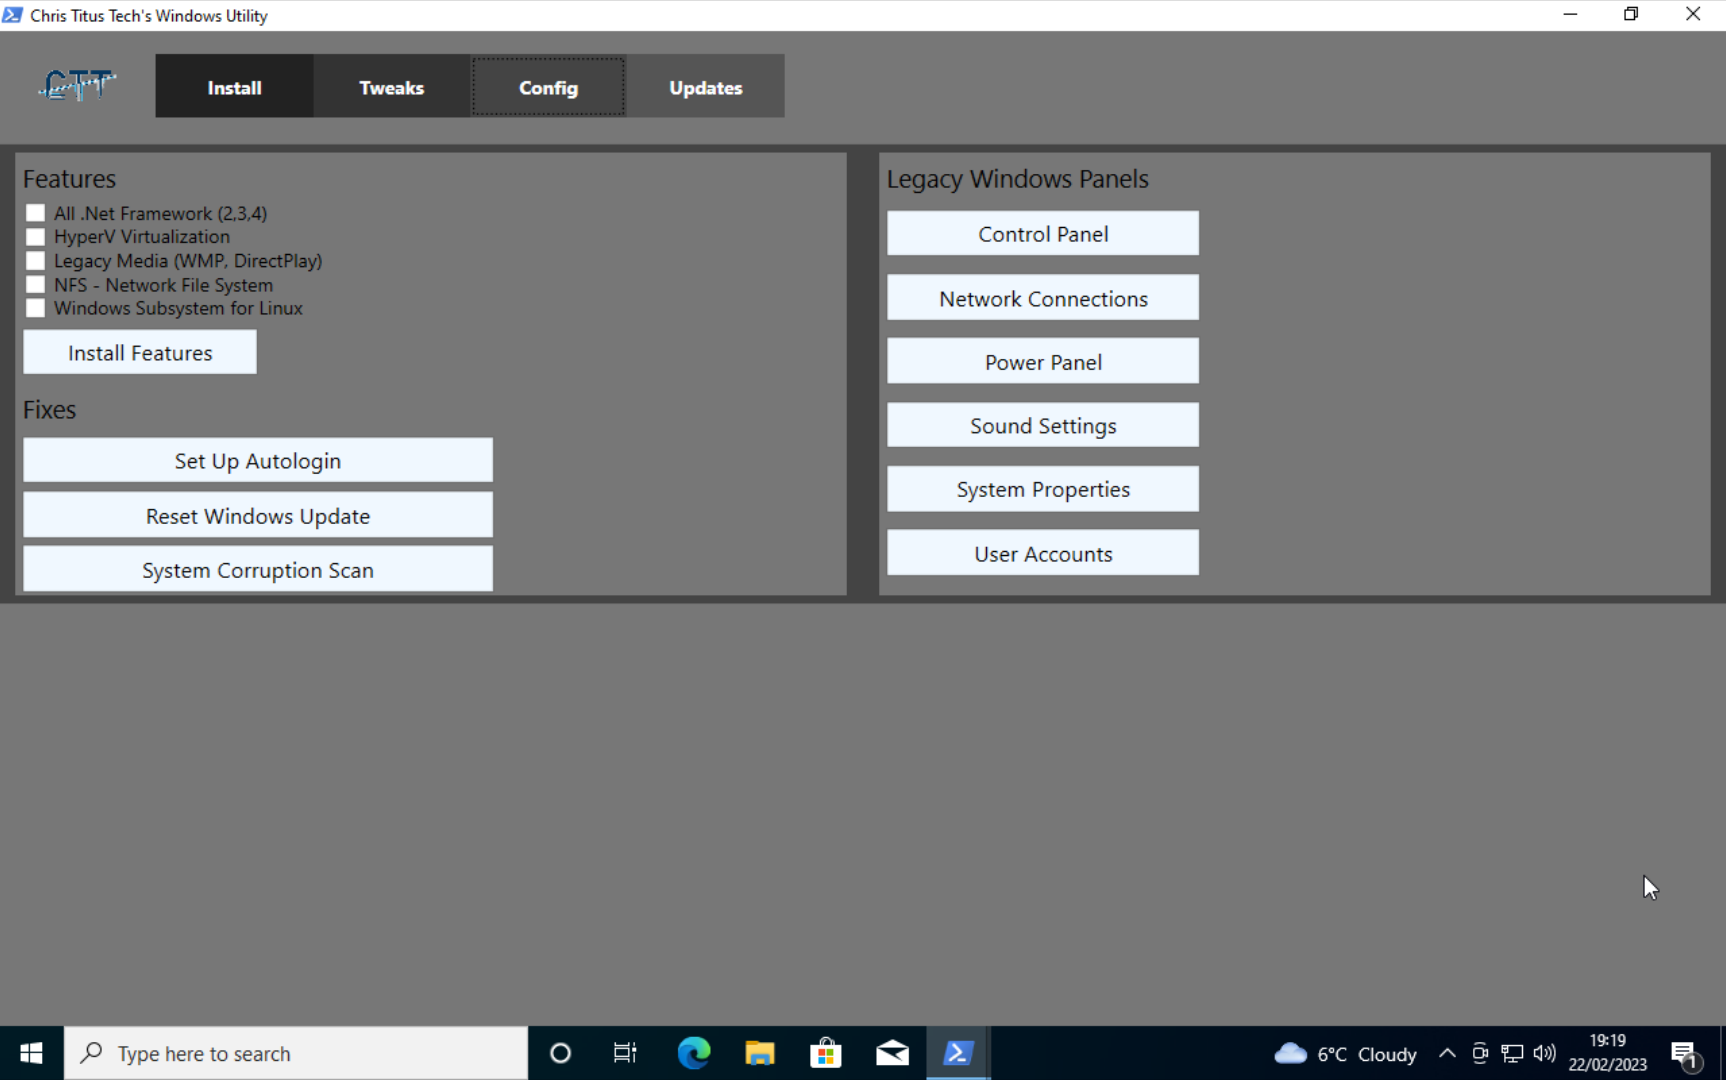 Chris Titus Tech's Windows Utility
CTT
Install
Tweaks
Config
Updates
Features
All .Net Framework (2,3,4)
HyperV Virtualization
Legacy Media (WMP, DirectPlay)
NFS - Network File System
Windows Subsystem for Linux
Install Features
Fixes
Set Up Autologin
Reset Windows Update
System Corruption Scan
Legacy Windows Panels
Control Panel
Network Connections
Power Panel
Sound Settings
System Properties
User Accounts
Type here to search
6°C Cloudy
19:19
22/02/2023
1